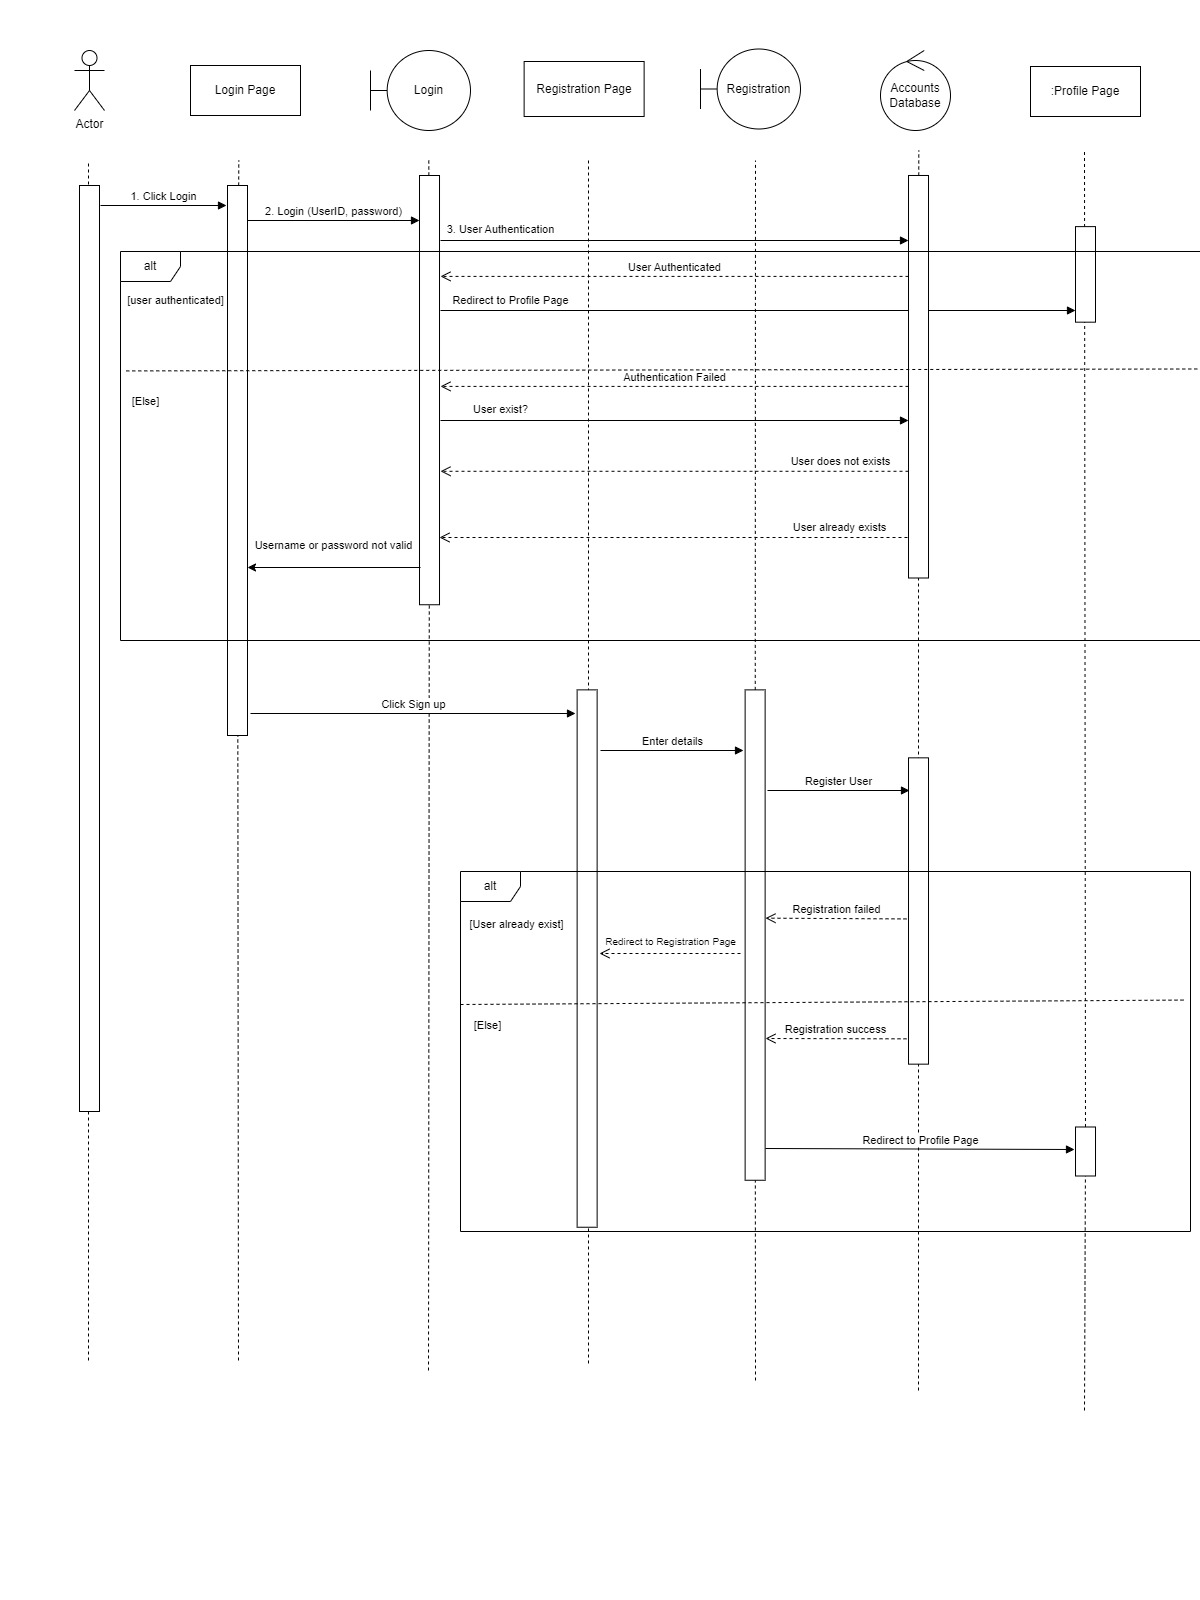 Actor
Login Page
Login
Registration Page
Registration
Accounts
Database
:Profile Page
1. Click Login
2. Login (UserID, password)
3. User Authentication
alt
User Authenticated
[user authenticated]
Redirect to Profile Page
Authentication Failed
[Else]
User exist?
User does not exists
User already exists
Username or password not valid
Click Sign up
Enter details
Register User
alt
Registration failed
[User already exist]
Redirect to Registration Page
[Else]
Registration success
Redirect to Profile Page